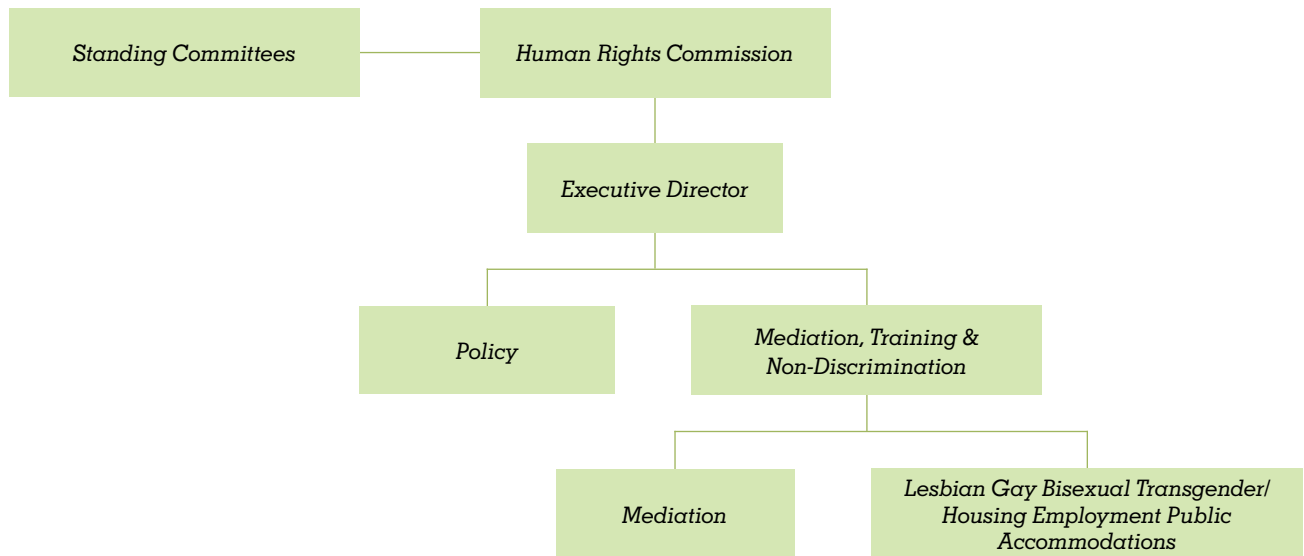 Standing Committees
Human Rights Commission
Executive Director
Policy
Mediation, Training &
Non-Discrimination
Mediation
Lesbian Gay Bisexual Transgender/
Housing Employment Public
Accommodations